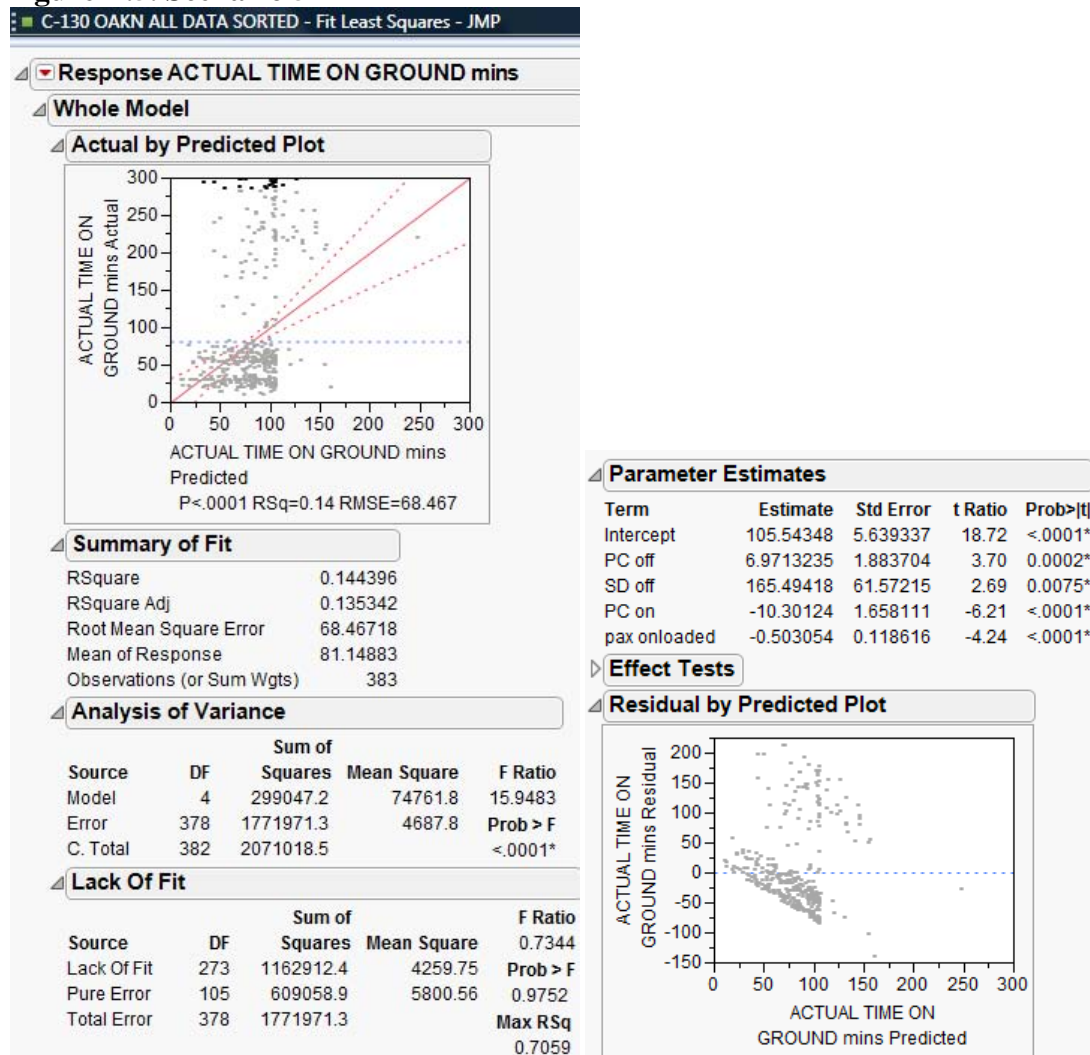 C-130 OAKN ALL DATA SORTED - Fit Least Squares - JMP
Response ACTUAL TIME ON GROUND mins
Whole Model
Actual by Predicted Plot
300
250
200
150
100
50
0
ACTUAL TIME ON
GROUND mins Actual
0 50 100 150 200 250 300
ACTUAL TIME ON GROUND mins
Predicted
P<.0001 RSq=0.14 RMSE=68.467
Summary of Fit
RSquare 0.144396
RSquare Adj 0.135342
Root Mean Square Error 68.46718
Mean of Response 81.14883
Observations (or Sum Wgts) 383
Analysis of Variance
Sum of
Source DF Squares Mean Square F Ratio
Model 4 299047.2 74761.8 15.9483
Error 378 1771971.3 4687.8 Prob > F
C. Total 382 2071018.5 <.0001*
Lack Of Fit
Sum of F Ratio
Source DF Squares Mean Square 0.7344
Lack Of Fit 273 1162912.4 4259.75 Prob > F
Pure Error 105 609058.9 5800.56 0.9752
Total Error 378 1771971.3 Max RSq
0.7059
Parameter Estimates
Term Estimate Std Error t Ratio Prob>|t|
Intercept 105.54348 5.639337 18.72 <.0001*
PC off 6.9713235 1.883704 3.70 0.0002*
SD off 165.49418 61.57215 2.69 0.0075*
PC on -10.30124 1.658111 -6.21 <.0001*
pax onloaded -0.503054 0.118616 -4.24 <.0001*
Effect Tests
Residual by Predicted Plot
200
150
100
50
0
-50
-100
-150
ACTUAL TIME ON
GROUND mins Residual
0 50 100 150 200 250 300
ACTUAL TIME ON
GROUND mins Predicted